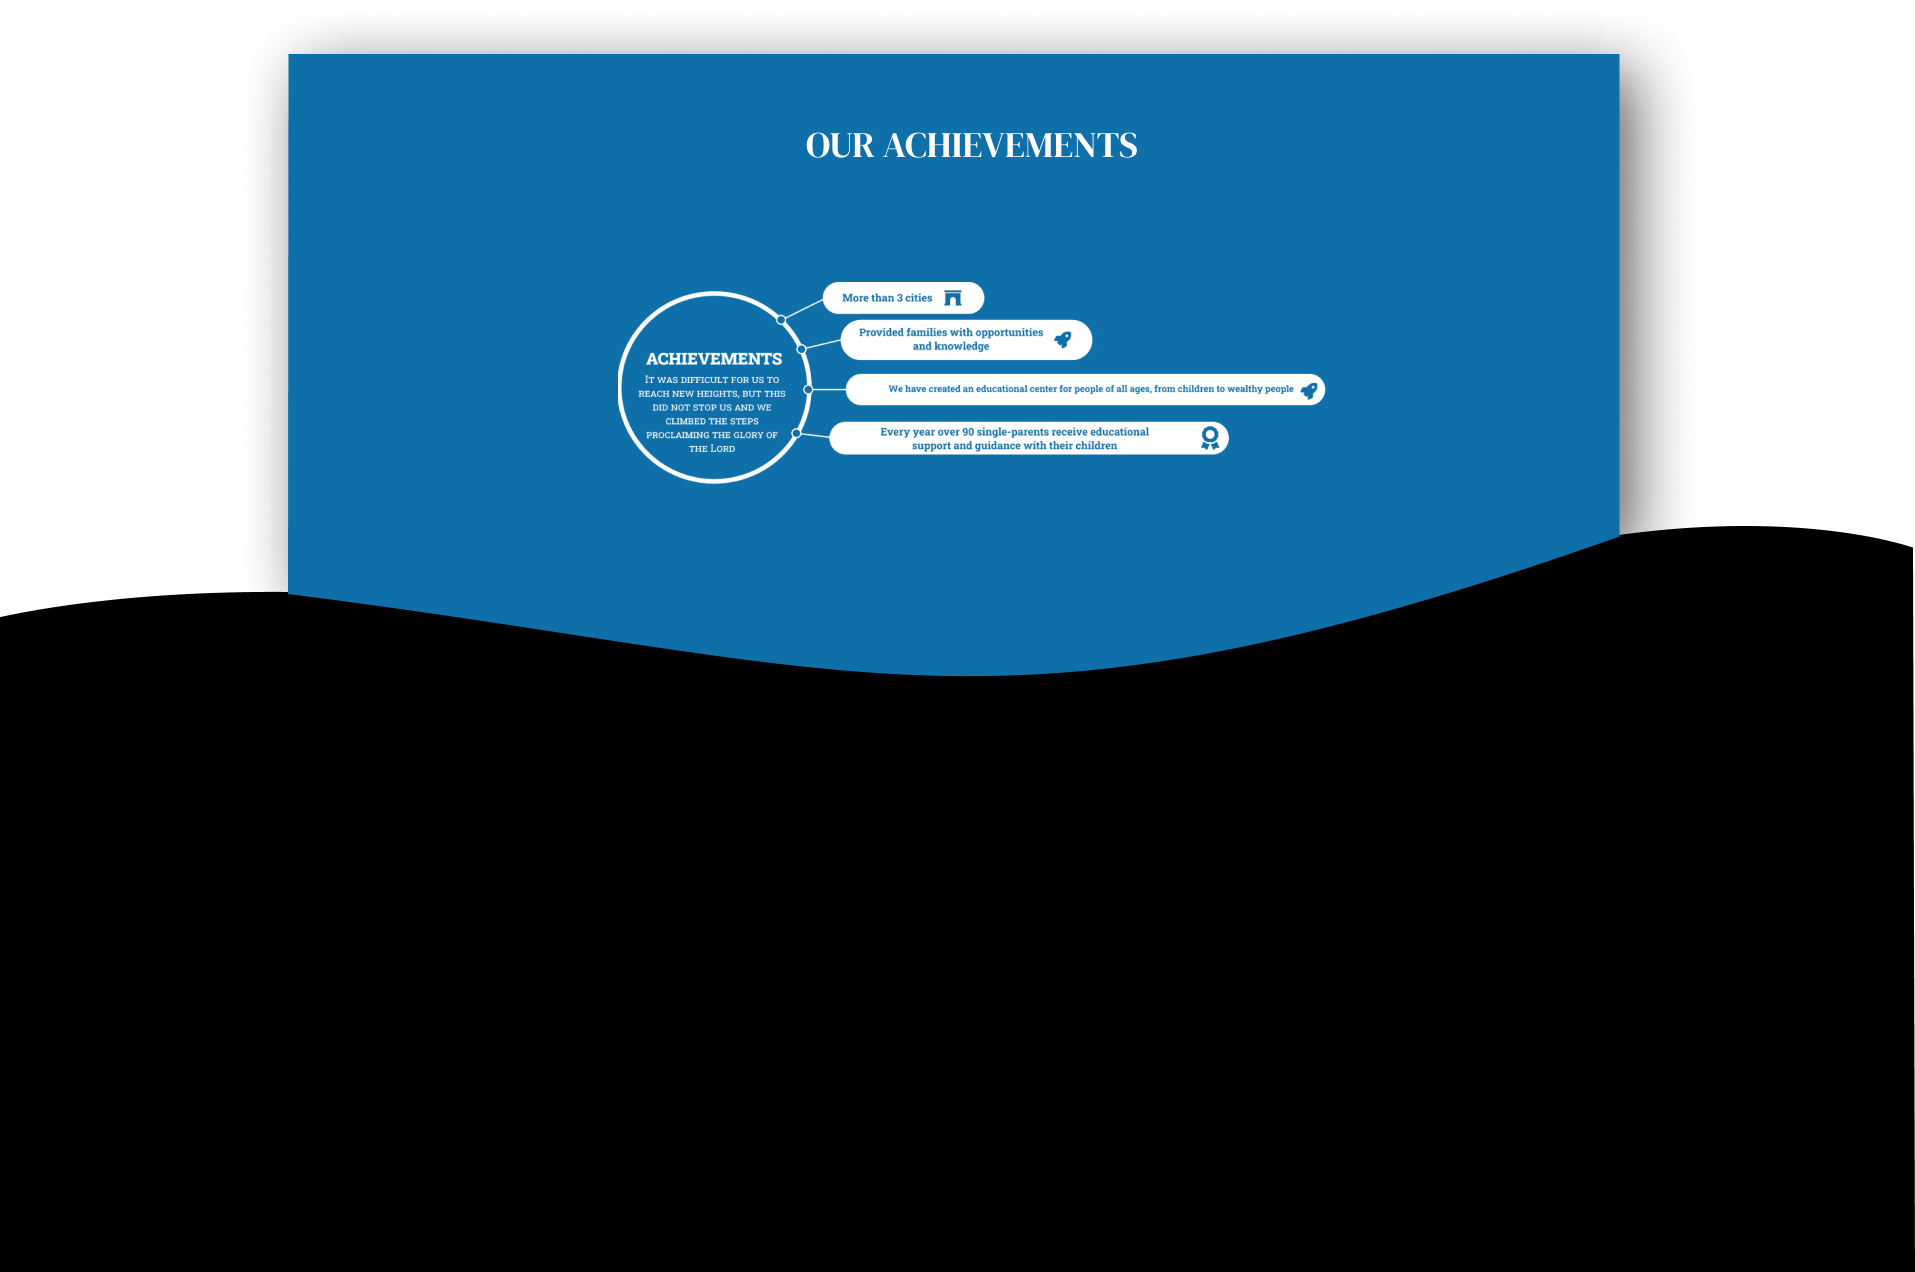 OUR ACHIEVEMENTS
ACHIEVEMENTS
It was difficult for us to
reach new heights, but this
did not stop us and we
climbed the steps
proclaiming the glory of
the Lord
More than 3 cities
Provided families with opportunities
and knowledge
We have created an educational center for people of all ages, from children to wealthy people
Every year over 90 single-parents receive educational
support and guidance with their children